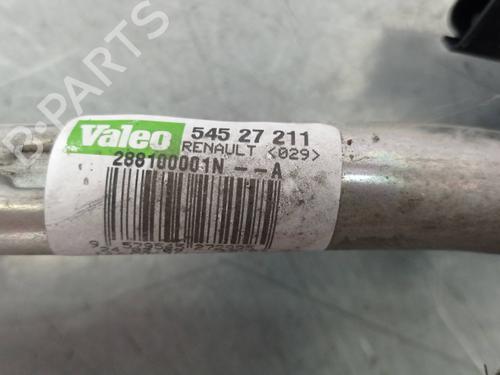 B-PARTS
Valeo
545 27 211
RENAULT <029>
288100001N -- A